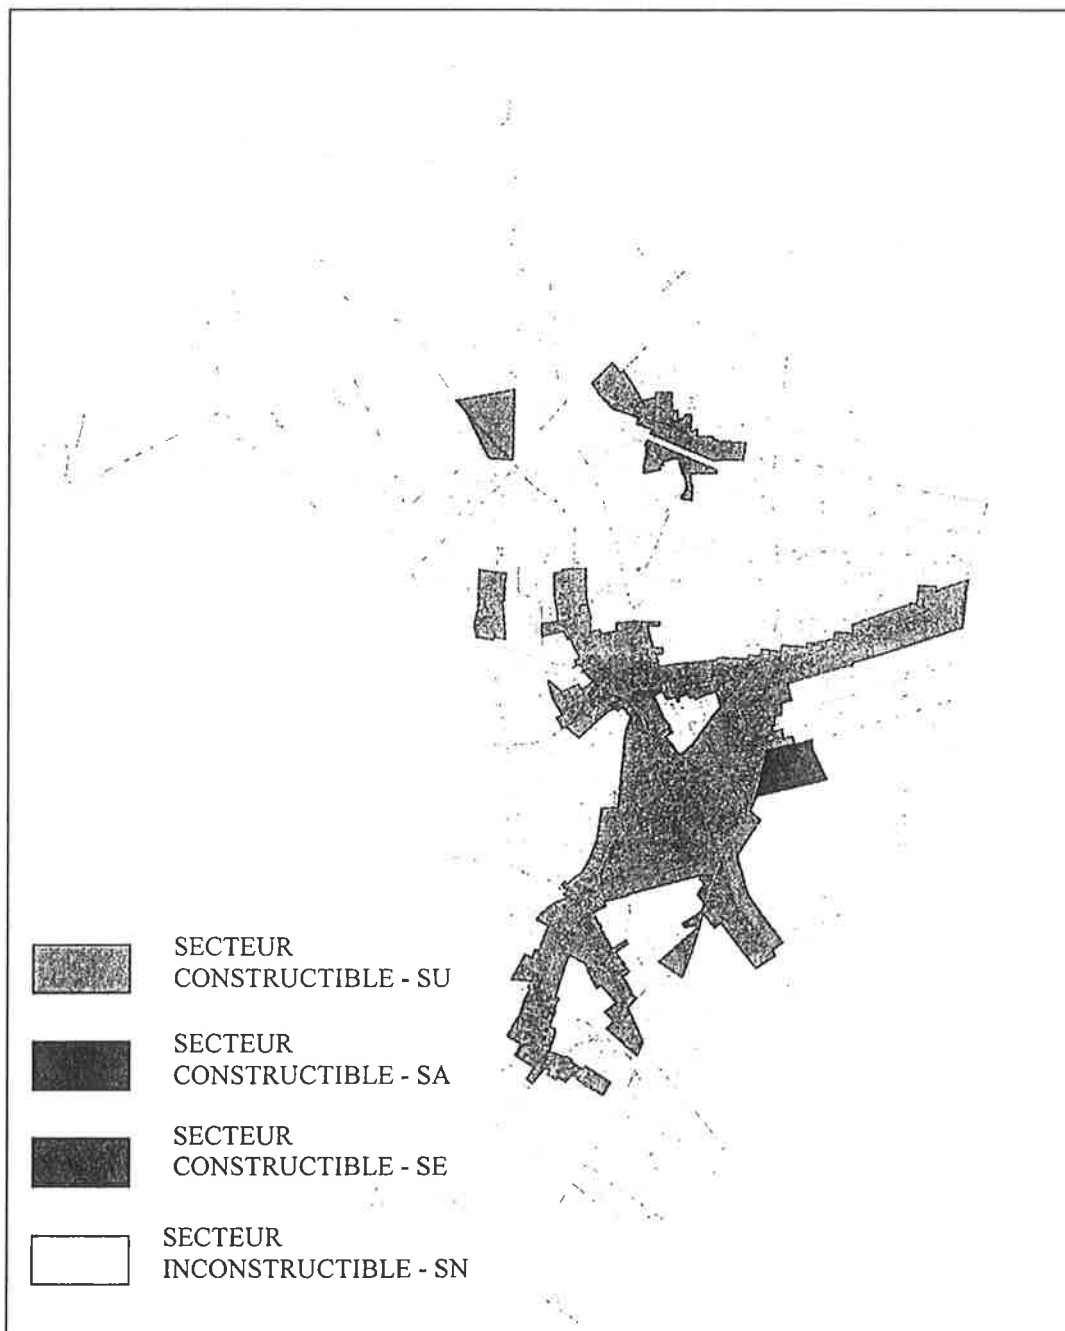 SECTEUR
CONSTRUCTIBLE - SU
SECTEUR
CONSTRUCTIBLE - SA
SECTEUR
CONSTRUCTIBLE - SE
SECTEUR
INCONSTRUCTIBLE - SN